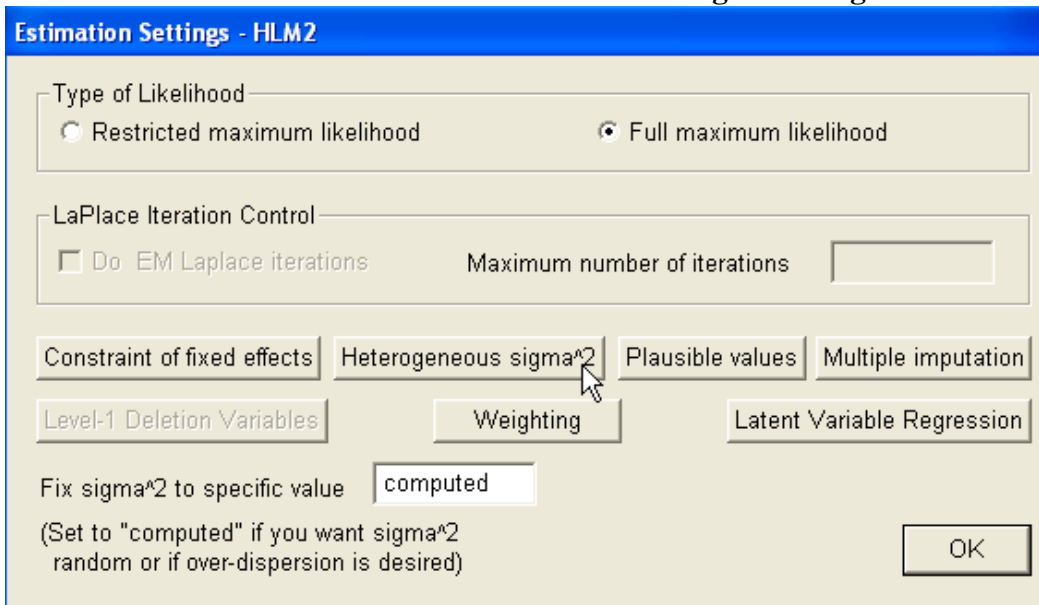 Estimation Settings - HLM2
Type of Likelihood
Restricted maximum likelihood Full maximum likelihood
LaPlace Iteration Control
Do EM Laplace iterations Maximum number of iterations
Constraint of fixed effects Heterogeneous sigma^2 Plausible values Multiple imputation
Level-1 Deletion Variables Weighting Latent Variable Regression
Fix sigma^2 to specific value computed
(Set to "computed" if you want sigma^2
random or if over-dispersion is desired) OK